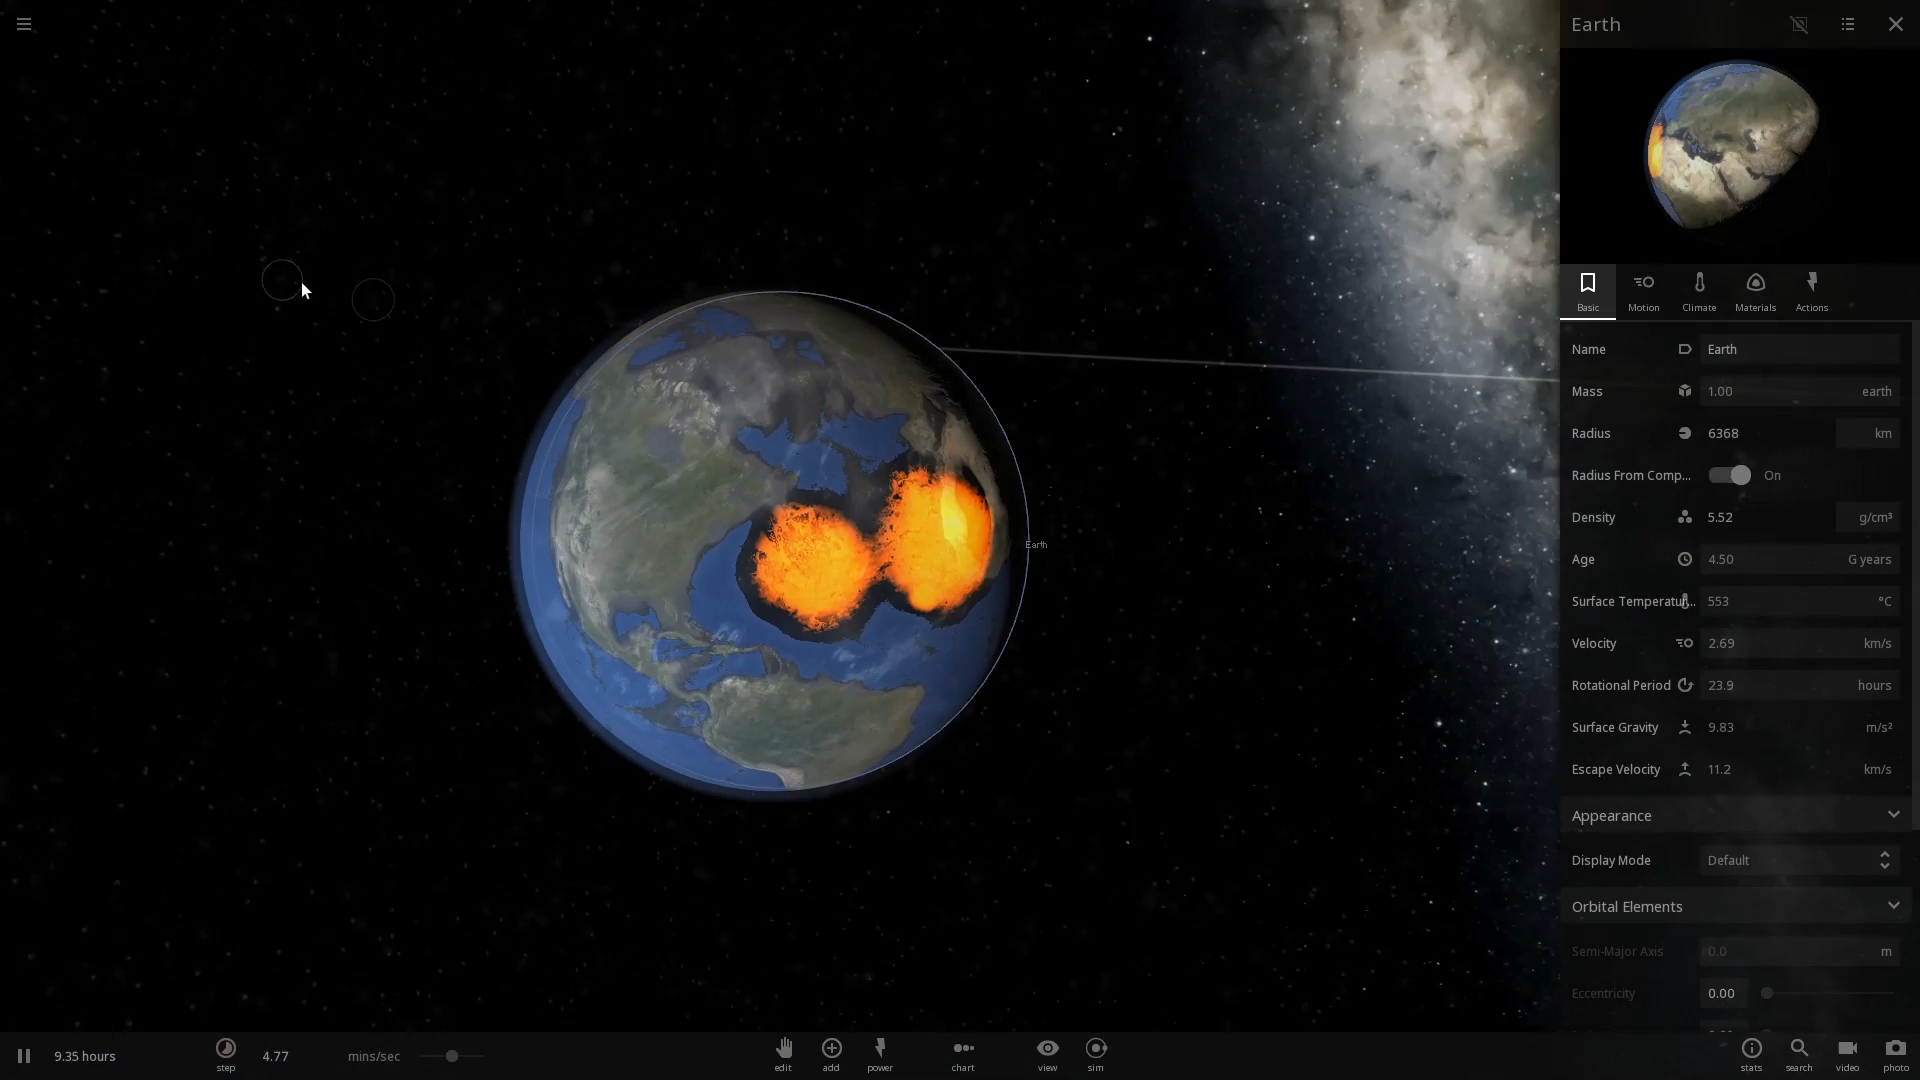 Earth
Basic Motion Climate Materials Actions
Name Earth
Mass 1.00 earth
Radius 6368 km
Radius From Comp... On
Density 5.52 g/cm³
Age 4.50 G years
Surface Temperatur... 553 °C
Velocity 2.69 km/s
Rotational Period 23.9 hours
Surface Gravity 9.83 m/s²
Escape Velocity 11.2 km/s
Appearance
Display Mode Default
Orbital Elements
Semi-Major Axis 0.0 m
Eccentricity 0.00
Earth
9.35 hours step 4.77 mins/sec edit add power chart view sim stats search video photo